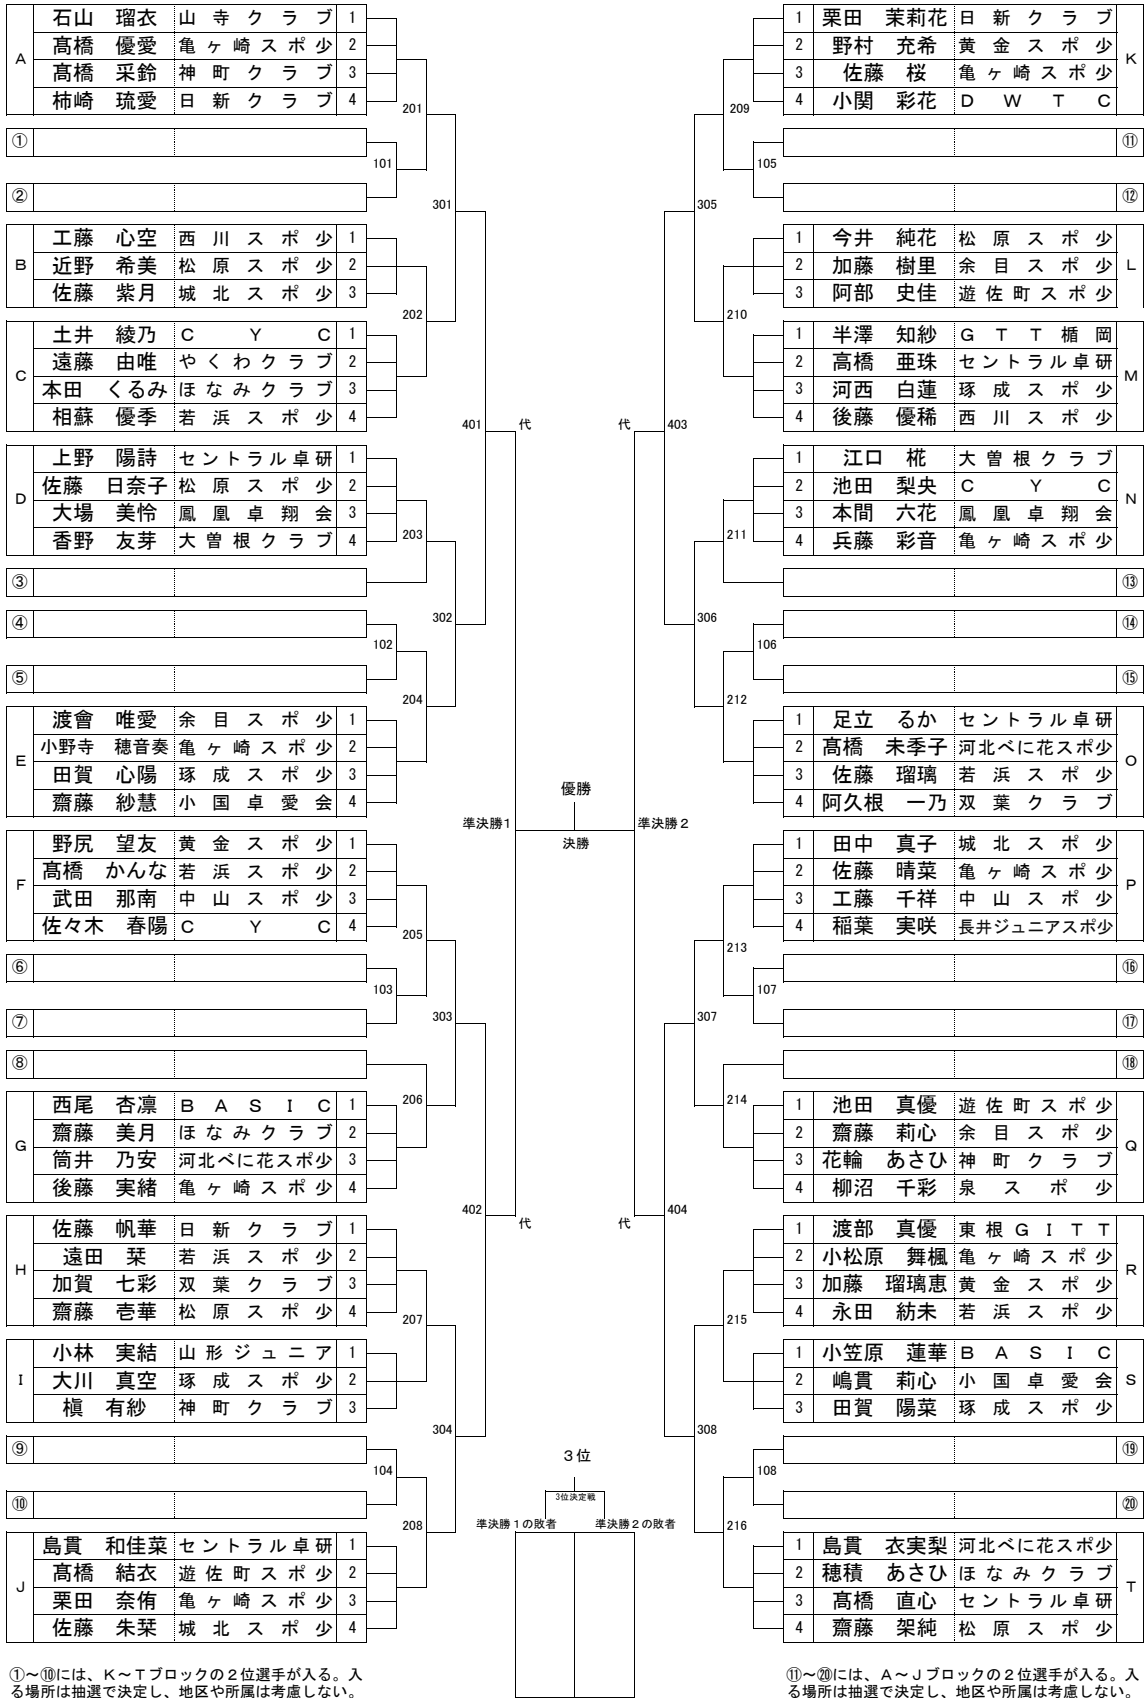 A
石山　瑠衣 山寺クラブ 1
髙橋　優愛 亀ヶ崎スポ少 2
髙橋　采鈴 神町クラブ 3
柿崎　琉愛 日新クラブ 4
①
②
B
工藤　心空 西川スポ少 1
近野　希美 松原スポ少 2
佐藤　紫月 城北スポ少 3
C
土井　綾乃 ＣＹＣ 1
遠藤　由唯 やくわクラブ 2
本田　くるみ ほなみクラブ 3
相蘇　優季 若浜スポ少 4
D
上野　陽詩 セントラル卓研 1
佐藤　日奈子 松原スポ少 2
大場　美怜 鳳凰卓翔会 3
香野　友芽 大曽根クラブ 4
③
④
⑤
E
渡會　唯愛 余目スポ少 1
小野寺　穂音奏 亀ヶ崎スポ少 2
田賀　心陽 琢成スポ少 3
齋藤　紗慧 小国卓愛会 4
F
野尻　望友 黄金スポ少 1
髙橋　かんな 若浜スポ少 2
武田　那南 中山スポ少 3
佐々木　春陽 ＣＹＣ 4
⑥
⑦
⑧
G
西尾　杏凛 ＢＡＳＩＣ 1
齋藤　美月 ほなみクラブ 2
筒井　乃安 河北べに花スポ少 3
後藤　実緒 亀ヶ崎スポ少 4
H
佐藤　帆華 日新クラブ 1
遠田　栞 若浜スポ少 2
加賀　七彩 双葉クラブ 3
齋藤　壱華 松原スポ少 4
I
小林　実結 山形ジュニア 1
大川　真空 琢成スポ少 2
槇　有紗 神町クラブ 3
⑨
⑩
J
島貫　和佳菜 セントラル卓研 1
髙橋　結衣 遊佐町スポ少 2
栗田　奈侑 亀ヶ崎スポ少 3
佐藤　朱栞 城北スポ少 4
①～⑩には、Ｋ～Ｔブロックの２位選手が入る。入
る場所は抽選で決定し、地区や所属は考慮しない。
101
102
103
104
201
202
203
204
205
206
207
208
301
302
303
304
401 代
402 代
準決勝１
優勝
決勝
準決勝２
３位
3位決定戦
準決勝１の敗者 準決勝２の敗者
代 403
代 404
305
306
307
308
209
210
211
212
213
214
215
216
105
106
107
108
1 栗田　茉莉花 日新クラブ
2 野村　充希 黄金スポ少
3 佐藤　桜 亀ヶ崎スポ少
4 小関　彩花 ＤＷＴＣ
K
⑪
⑫
1 今井　純花 松原スポ少
2 加藤　樹里 余目スポ少
3 阿部　史佳 遊佐町スポ少
L
1 半澤　知紗 ＧＴＴ楯岡
2 高橋　亜珠 セントラル卓研
3 河西　白蓮 琢成スポ少
4 後藤　優稀 西川スポ少
M
1 江口　椛 大曽根クラブ
2 池田　梨央 ＣＹＣ
3 本間　六花 鳳凰卓翔会
4 兵藤　彩音 亀ヶ崎スポ少
N
⑬
⑭
⑮
1 足立　るか セントラル卓研
2 髙橋　未季子 河北べに花スポ少
3 佐藤　瑠璃 若浜スポ少
4 阿久根　一乃 双葉クラブ
O
1 田中　真子 城北スポ少
2 佐藤　晴菜 亀ヶ崎スポ少
3 工藤　千祥 中山スポ少
4 稲葉　実咲 長井ジュニアスポ少
P
⑯
⑰
⑱
1 池田　真優 遊佐町スポ少
2 齋藤　莉心 余目スポ少
3 花輪　あさひ 神町クラブ
4 柳沼　千彩 泉スポ少
Q
1 渡部　真優 東根ＧＩＴＴ
2 小松原　舞楓 亀ヶ崎スポ少
3 加藤　瑠璃恵 黄金スポ少
4 永田　紡未 若浜スポ少
R
1 小笠原　蓮華 ＢＡＳＩＣ
2 嶋貫　莉心 小国卓愛会
3 田賀　陽菜 琢成スポ少
S
⑲
⑳
1 島貫　衣実梨 河北べに花スポ少
2 穂積　あさひ ほなみクラブ
3 髙橋　直心 セントラル卓研
4 齋藤　架純 松原スポ少
T
⑪～⑳には、Ａ～Ｊブロックの２位選手が入る。入
る場所は抽選で決定し、地区や所属は考慮しない。